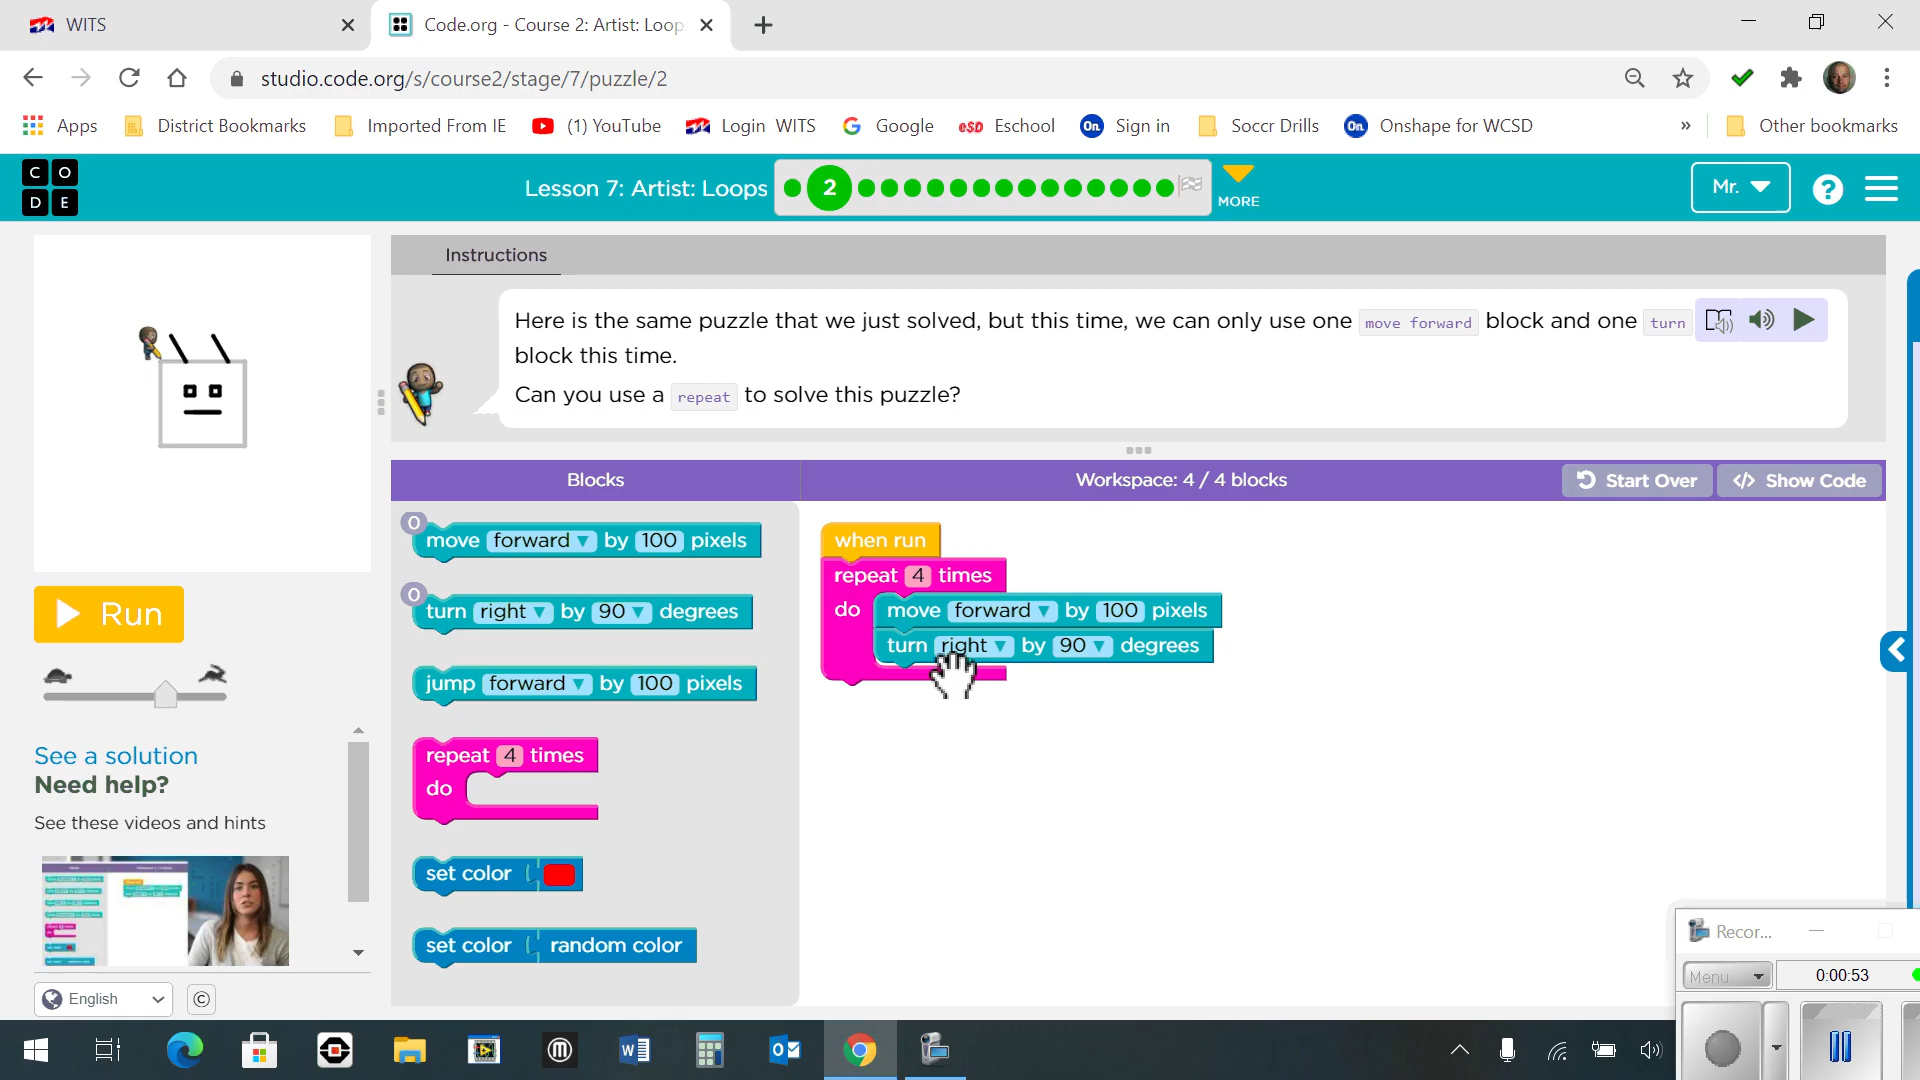 WITS
Code.org - Course 2: Artist: Loop
studio.code.org/s/course2/stage/7/puzzle/2
Apps District Bookmarks Imported From IE (1) YouTube Login WITS Google eSD Eschool On Sign in Soccr Drills On Onshape for WCSD » Other bookmarks
C O
D E
Lesson 7: Artist: Loops 2 MORE Mr. ?
Instructions
Here is the same puzzle that we just solved, but this time, we can only use one move forward block and one turn
block this time.
Can you use a repeat to solve this puzzle?
Blocks Workspace: 4 / 4 blocks Start Over </> Show Code
0
move forward by 100 pixels
0
turn right by 90 degrees
jump forward by 100 pixels
repeat 4 times
do
set color
set color random color
when run
repeat 4 times
do move forward by 100 pixels
turn right by 90 degrees
Run
See a solution
Need help?
See these videos and hints
English ©
Recor...
Menu 0:00:53